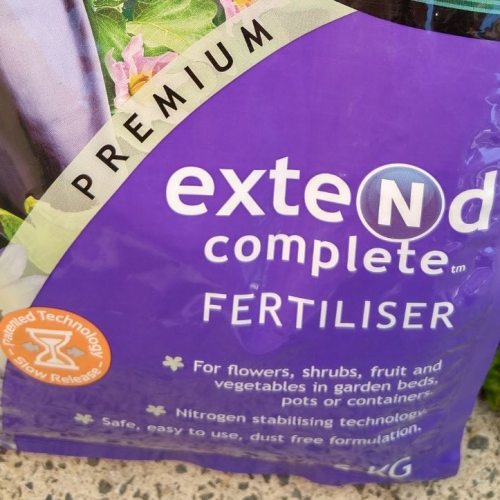 PREMIUM
exteNd
complete™
FERTILISER
Patented Technology -
Slow Release -
For flowers, shrubs, fruit and
vegetables in garden beds,
pots or containers.
Nitrogen stabilising technology.
Safe, easy to use, dust free formulation.
KG